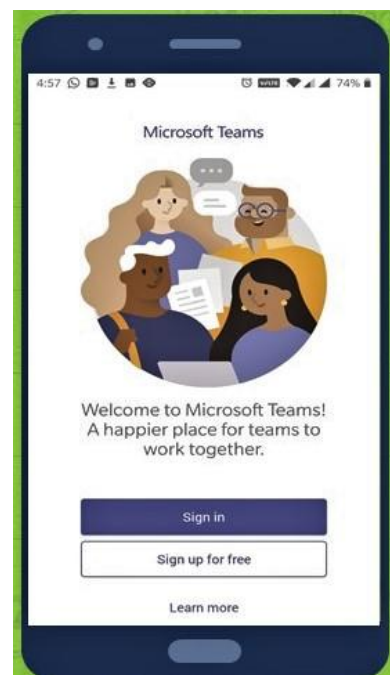 4:57
74%
Microsoft Teams
Welcome to Microsoft Teams!
A happier place for teams to
work together.
Sign in
Sign up for free
Learn more